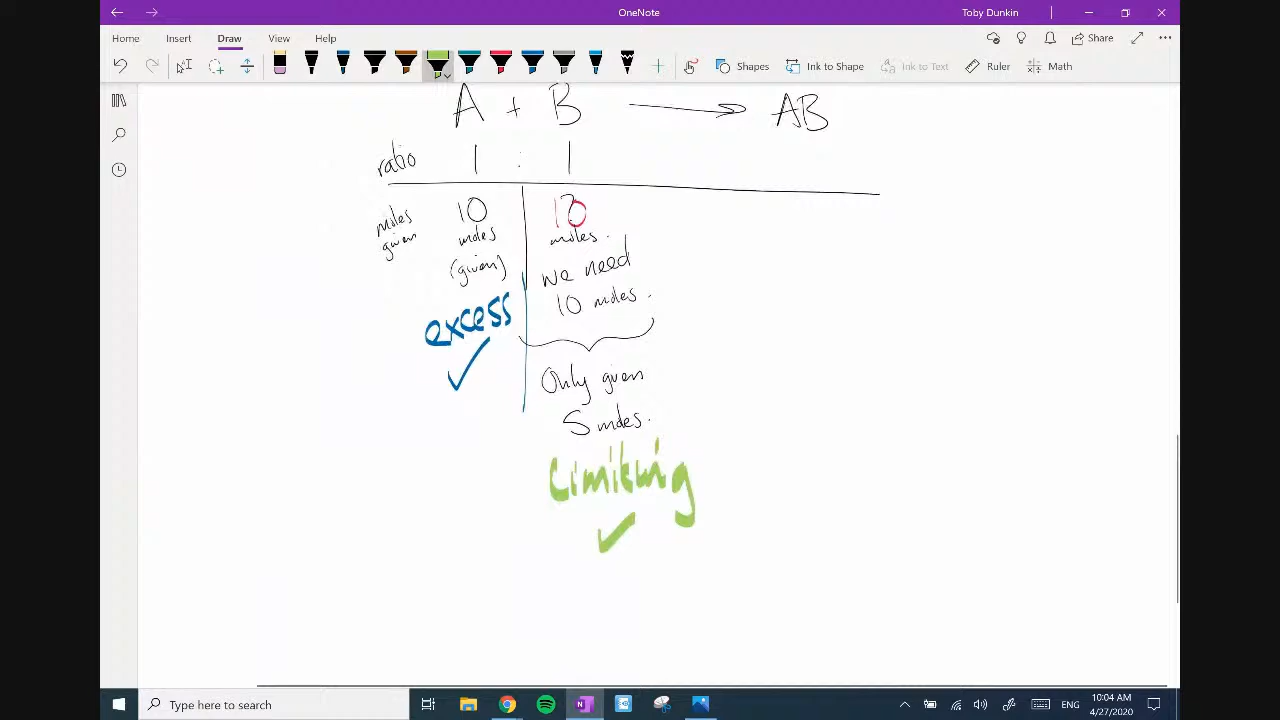 OneNote
Toby Dunkin
Home Insert Draw View Help
Share
Shapes
Ink to Shape
Ink to Text
Ruler
Math
A + B → AB
ratio 1 : 1
moles given
10 moles (given)
moles.
we need
10 moles.
excess
Only given
5 moles.
Limiting
Type here to search
ENG
10:04 AM
4/27/2020